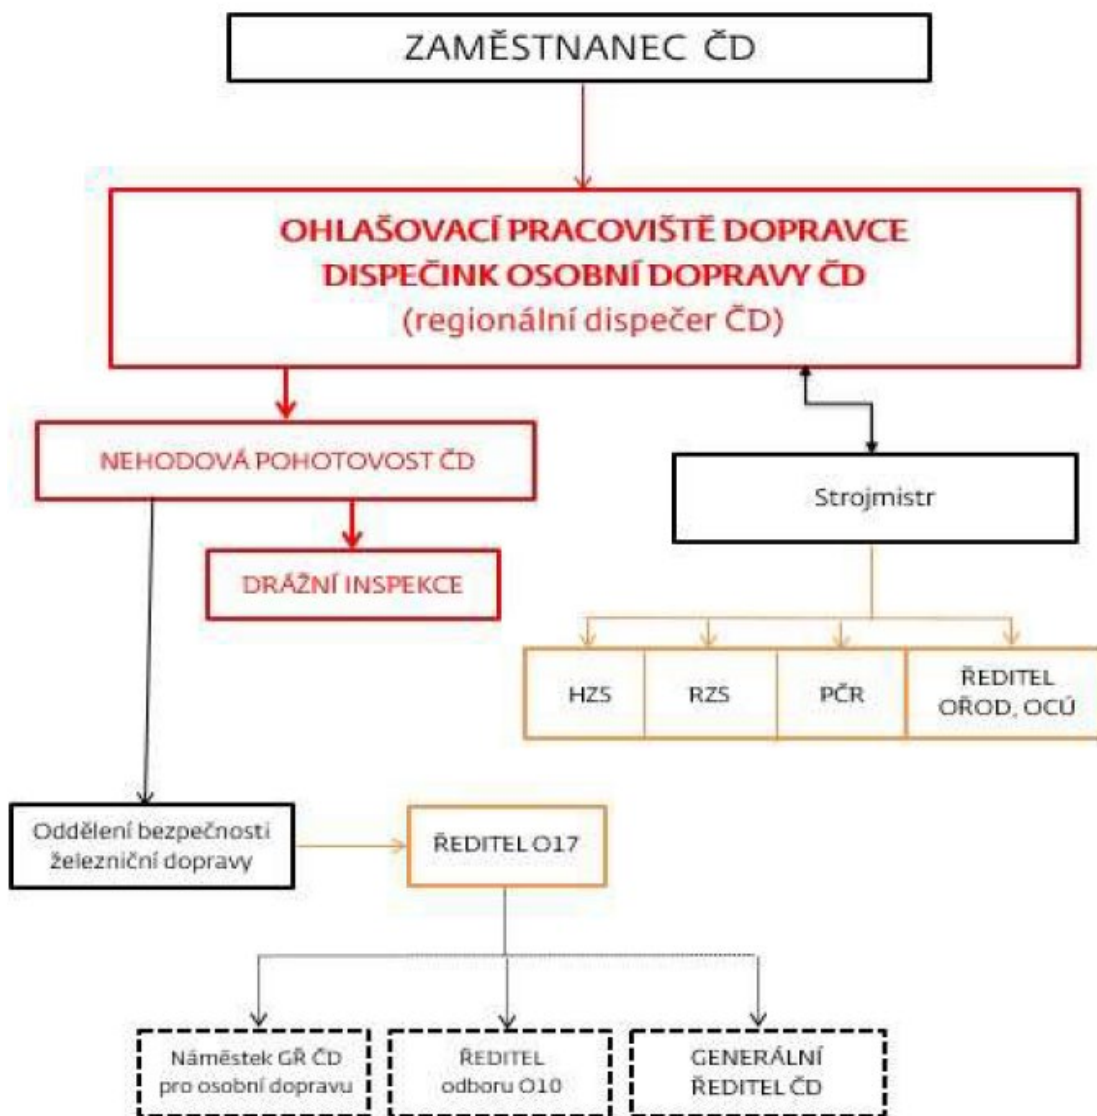 ZAMĚSTNANEC ČD
OHLAŠOVACÍ PRACOVIŠTĚ DOPRAVCE
DISPEČINK OSOBNÍ DOPRAVY ČD
(regionální dispečer ČD)
NEHODOVÁ POHOTOVOST ČD
Strojmistr
DRÁŽNÍ INSPEKCE
HZS
RZS
PČR
ŘEDITEL
OŘOD, OCÚ
Oddělení bezpečnosti
železniční dopravy
ŘEDITEL O17
Náměstek GŘ ČD
pro osobní dopravu
ŘEDITEL
odboru O10
GENERÁLNÍ
ŘEDITEL ČD